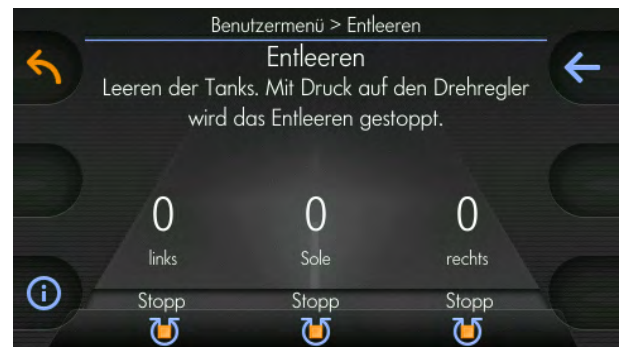 Benutzermenü > Entleeren
Entleeren
Leeren der Tanks. Mit Druck auf den Drehregler
wird das Entleeren gestoppt.
0 0 0
links Sole rechts
Stopp Stopp Stopp